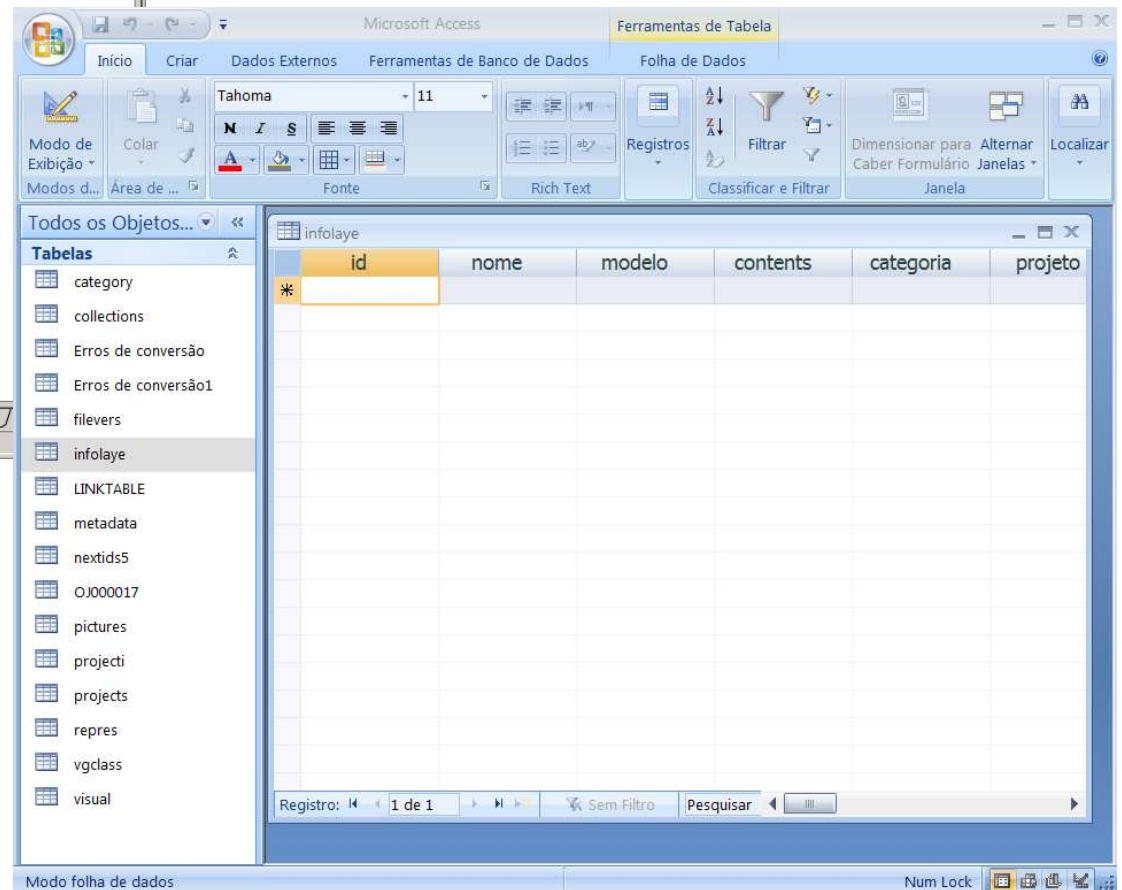 Microsoft Access
Ferramentas de Tabela
Início
Criar
Dados Externos
Ferramentas de Banco de Dados
Folha de Dados
Modo de
Exibição
Modos d...
Colar
Área de ...
Tahoma
11
N I S
A
Fonte
Rich Text
Registros
Filtrar
Classificar e Filtrar
Dimensionar para
Caber Formulário
Alternar
Janelas
Janela
Localizar
Todos os Objetos...
Tabelas
category
collections
Erros de conversão
Erros de conversão1
filevers
infolaye
LINKTABLE
metadata
nextids5
OJ000017
pictures
projecti
projects
repres
vgclass
visual
infolaye
id nome modelo contents categoria projeto
Registro: 1 de 1 Sem Filtro Pesquisar
Modo folha de dados
Num Lock